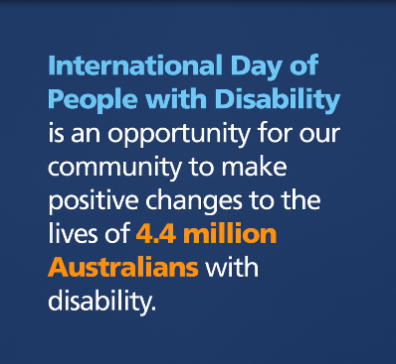 International Day of
People with Disability
is an opportunity for our
community to make
positive changes to the
lives of 4.4 million
Australians with
disability.